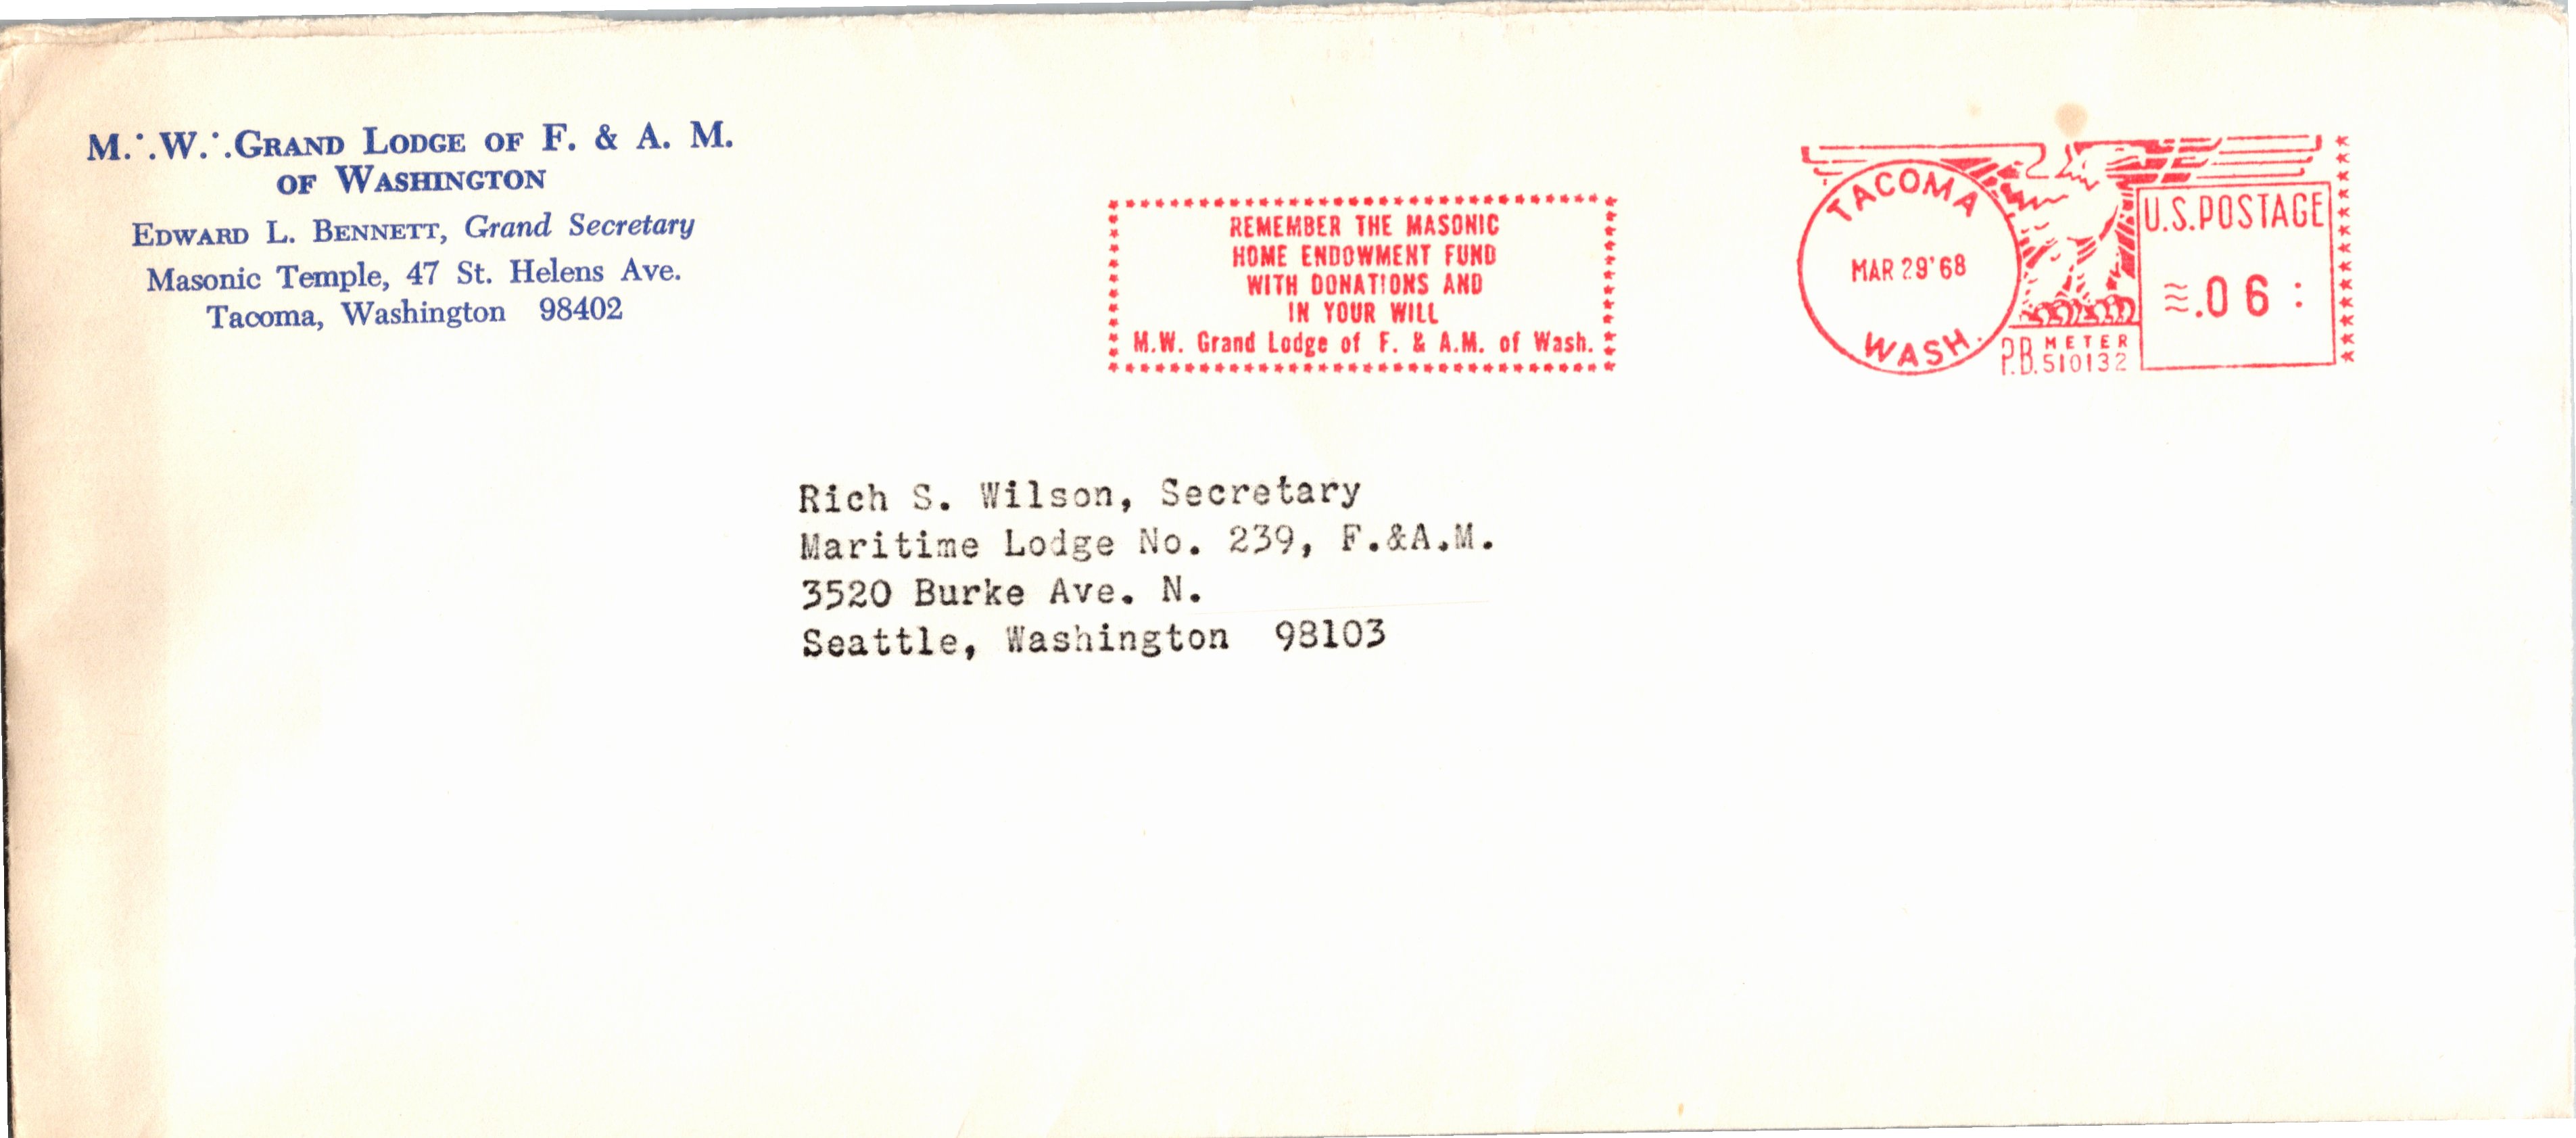 M.∴W.∴GRAND LODGE OF F. & A. M.
OF WASHINGTON
EDWARD L. BENNETT, Grand Secretary
Masonic Temple, 47 St. Helens Ave.
Tacoma, Washington 98402
REMEMBER THE MASONIC
HOME ENDOWMENT FUND
WITH DONATIONS AND
IN YOUR WILL
M.W. Grand Lodge of F. & A.M. of Wash.
TACOMA
MAR 29'68
WASH.
P.B. METER
510132
U.S.POSTAGE
≈.06:
Rich S. Wilson, Secretary
Maritime Lodge No. 239, F.&A.M.
3520 Burke Ave. N.
Seattle, Washington 98103